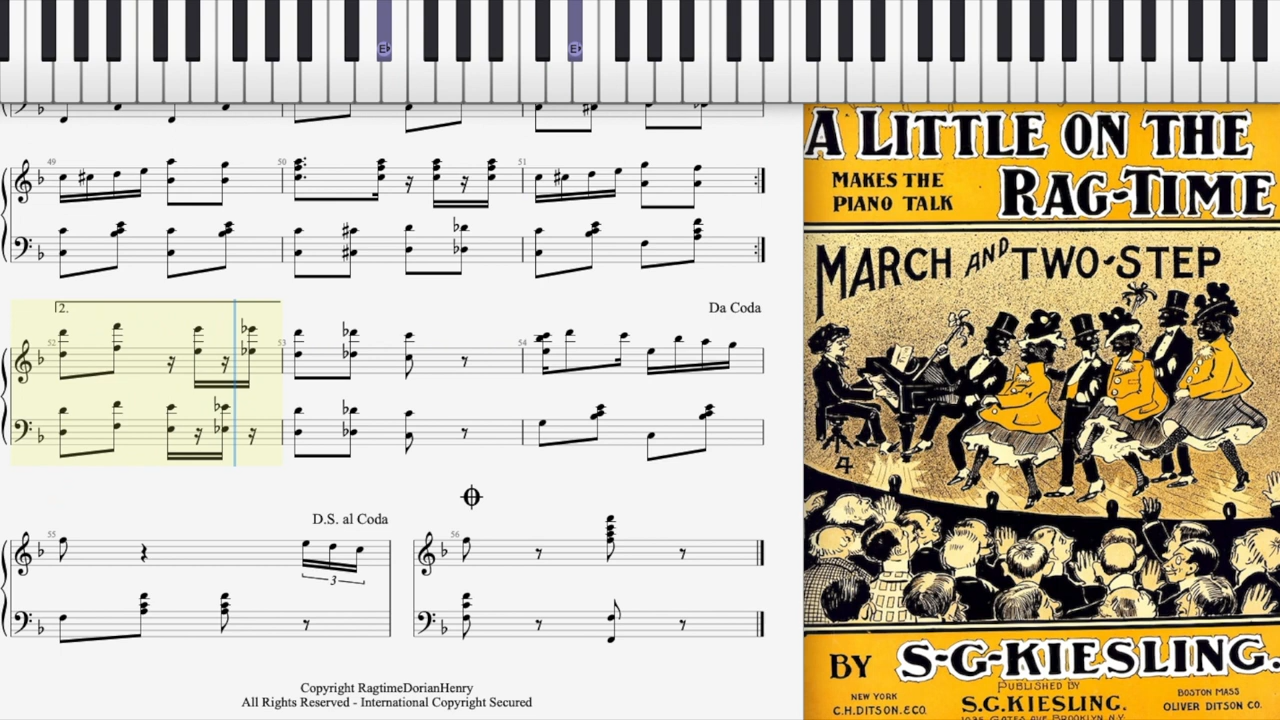 E♭ E♭
49 50 51
2. Da Coda
52 53 54
D.S. al Coda
55 3 56
Copyright RagtimeDorianHenry
All Rights Reserved - International Copyright Secured
A LITTLE ON THE
MAKES THE
PIANO TALK
RAG-TIME
MARCH AND TWO-STEP
4
BY S-G-KIESLING.
NEW YORK
C.H.DITSON.&CO.
PUBLISHED BY
S.G.KIESLING.
BOSTON MASS
OLIVER DITSON CO.